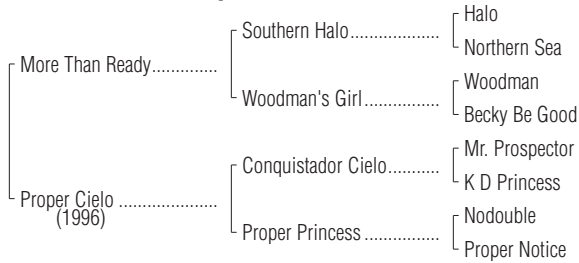 Halo
Southern Halo....................
Northern Sea
More Than Ready..............
Woodman
Woodman's Girl.................
Becky Be Good
Mr. Prospector
Conquistador Cielo...........
K D Princess
Proper Cielo .....................
(1996)
Nodouble
Proper Princess ................
Proper Notice